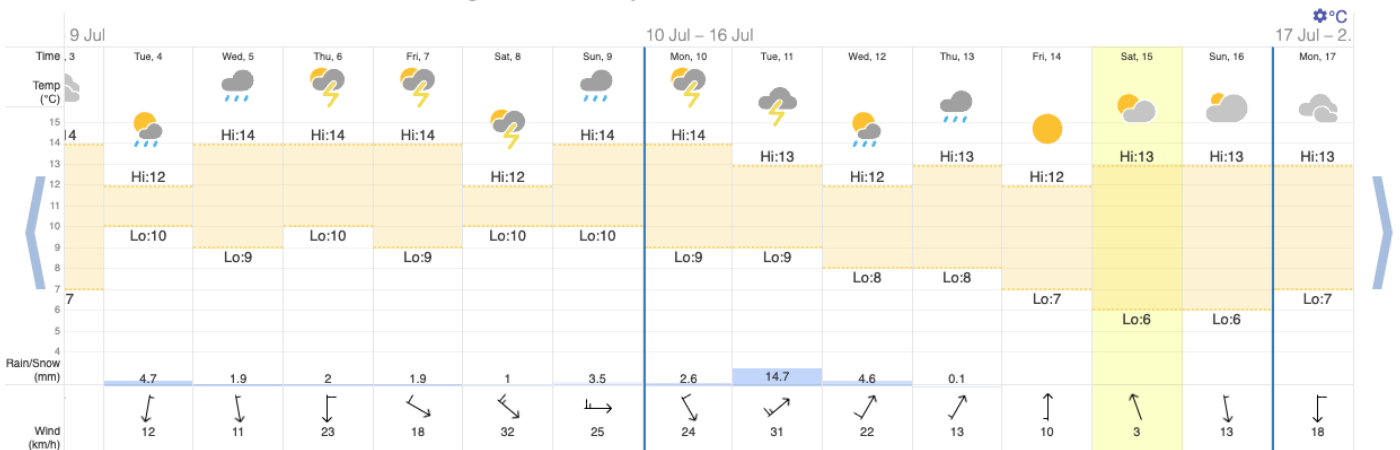 °C
9 Jul 10 Jul – 16 Jul 17 Jul – 2.
Time , 3 Tue, 4 Wed, 5 Thu, 6 Fri, 7 Sat, 8 Sun, 9 Mon, 10 Tue, 11 Wed, 12 Thu, 13 Fri, 14 Sat, 15 Sun, 16 Mon, 17
Temp
(°C)
15
14 Hi:14 Hi:14 Hi:14 Hi:14 Hi:14
13 Hi:13 Hi:13 Hi:13 Hi:13 Hi:13
12 Hi:12 Hi:12 Hi:12 Hi:12
11
10
Lo:10 Lo:10 Lo:10 Lo:10
9
Lo:9 Lo:9 Lo:9 Lo:9
8
Lo:8 Lo:8
7
7 Lo:7 Lo:7
6
Lo:6 Lo:6
5
4
Rain/Snow
(mm) 4.7 1.9 2 1.9 1 3.5 2.6 14.7 4.6 0.1
Wind 12 11 23 18 32 25 24 31 22 13 10 3 13 18
(km/h)